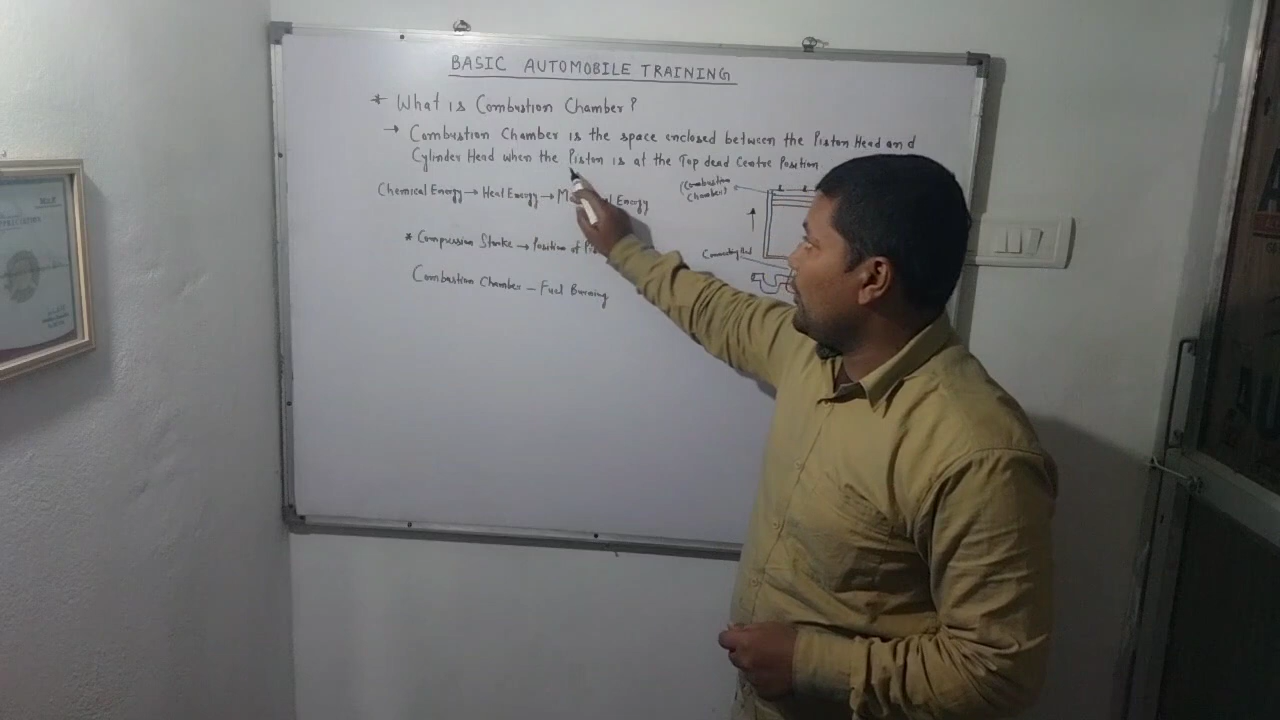 BASIC AUTOMOBILE TRAINING
* What is Combustion Chamber?
→ Combustion Chamber is the space enclosed between the Piston Head and
Cylinder Head when the Piston is at the Top dead Centre Position.
(Combustion
Chamber)
Chemical Energy → Heat Energy → M al Energy
* Compression Stroke → Position of
Connecting Rod
Combustion Chamber – Fuel Burning